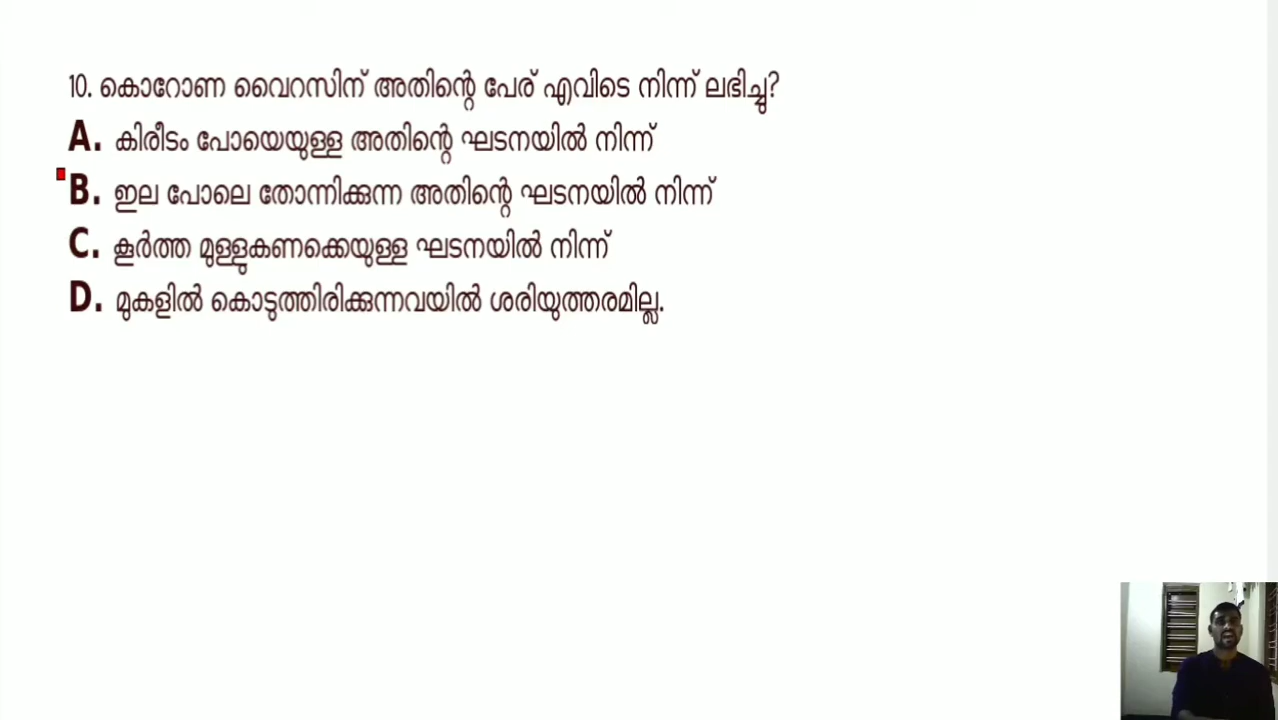 10. കൊറോണ വൈറസിന് അതിന്റെ പേര് എവിടെ നിന്ന് ലഭിച്ചു?
A. കിരീടം പോയെയുള്ള അതിന്റെ ഘടനയിൽ നിന്ന്
B. ഇല പോലെ തോന്നിക്കുന്ന അതിന്റെ ഘടനയിൽ നിന്ന്
C. കൂർത്ത മുള്ളുകണക്കെയുള്ള ഘടനയിൽ നിന്ന്
D. മുകളിൽ കൊടുത്തിരിക്കുന്നവയിൽ ശരിയുത്തരമില്ല.